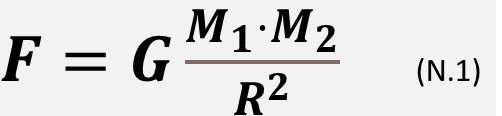 F = G M₁·M₂ / R² (N.1)